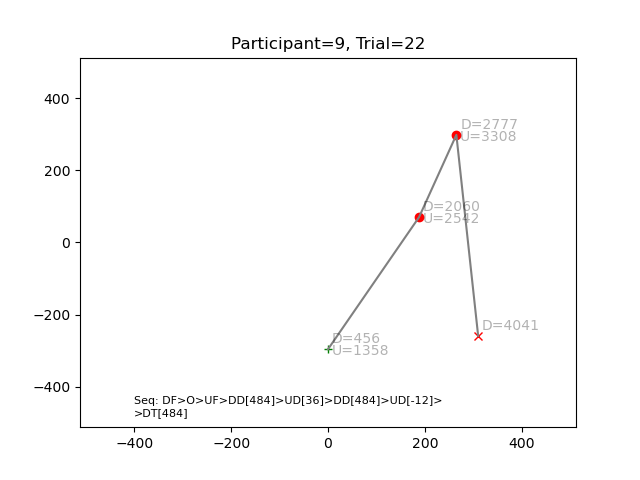 Participant=9, Trial=22
400
200
0
−200
−400
D=2777
U=3308
D=2060
U=2542
D=4041
D=456
U=1358
Seq: DF>O>UF>DD[484]>UD[36]>DD[484]>UD[-12]>
>DT[484]
−400
−200
0
200
400